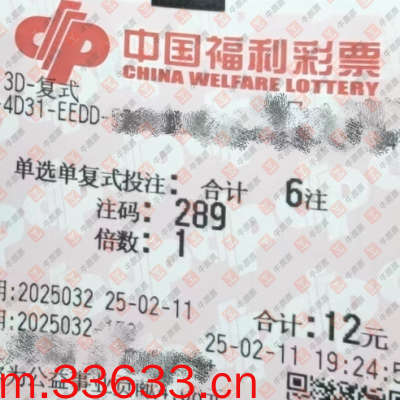 中国福利彩票
CHINA WELFARE LOTTERY
3D-复式
4D31-EEDD-
单选单复式投注: 合计 6注
注码: 289
倍数: 1
期:2025032 25-02-11
期:2025032-
合计:12元
25-02-11 19:24:5
m.33633.cn